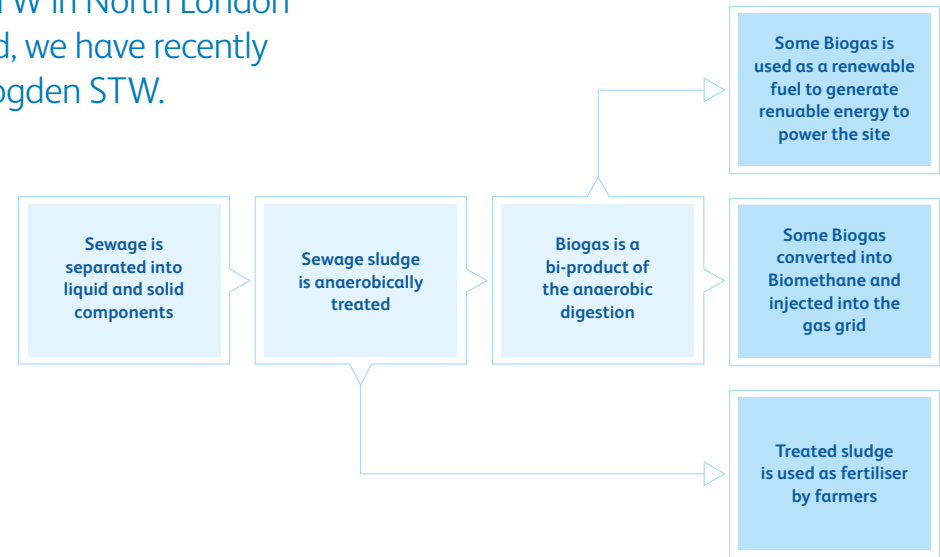 in North London
we have recently
STW.
Some Biogas is
used as a renewable
fuel to generate
renuable energy to
power the site
Sewage is
separated into
liquid and solid
components
Sewage sludge
is anaerobically
treated
Biogas is a
bi-product of
the anaerobic
digestion
Some Biogas
converted into
Biomethane and
injected into the
gas grid
Treated sludge
is used as fertiliser
by farmers